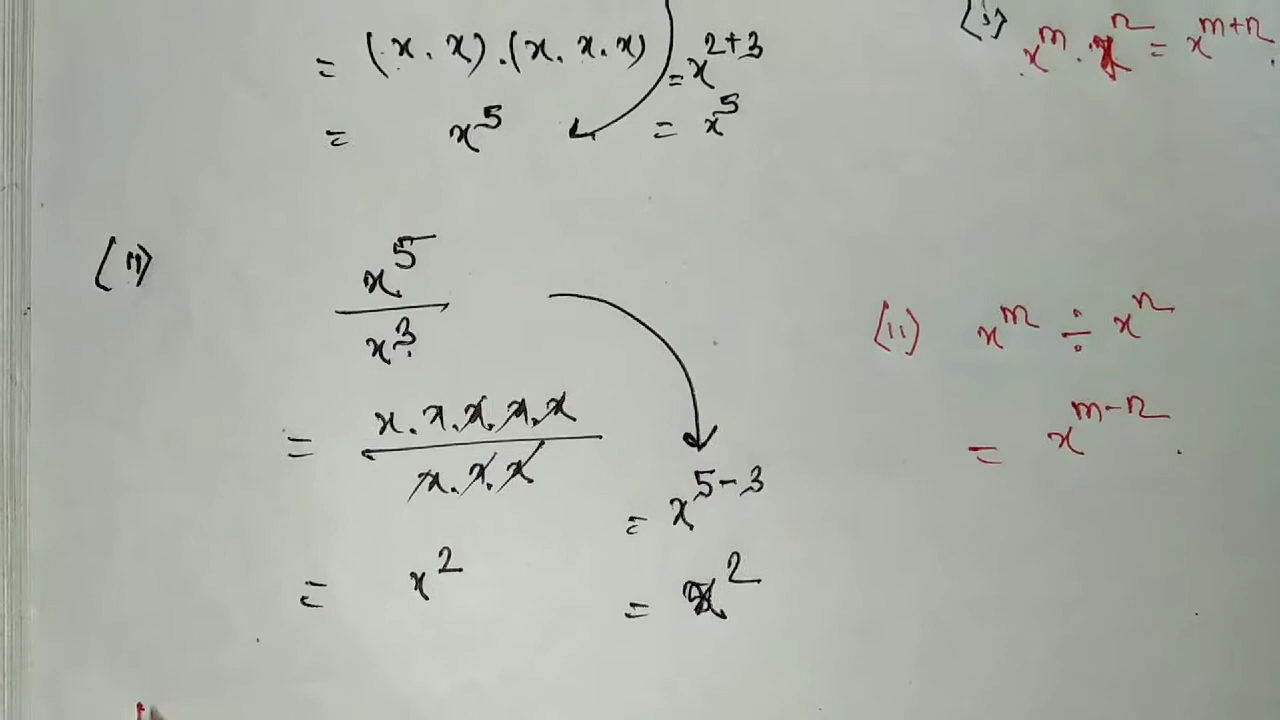 = (x . x) . (x . x . x) = x^{2+3}
= x^5 = x^5
(i) x^m . x^n = x^{m+n} .
(ii) x^5 / x^3
= x . x . x . x . x / x . x . x = x^{5-3}
= x^2 = x^2
(ii) x^m ÷ x^n
= x^{m-n} .